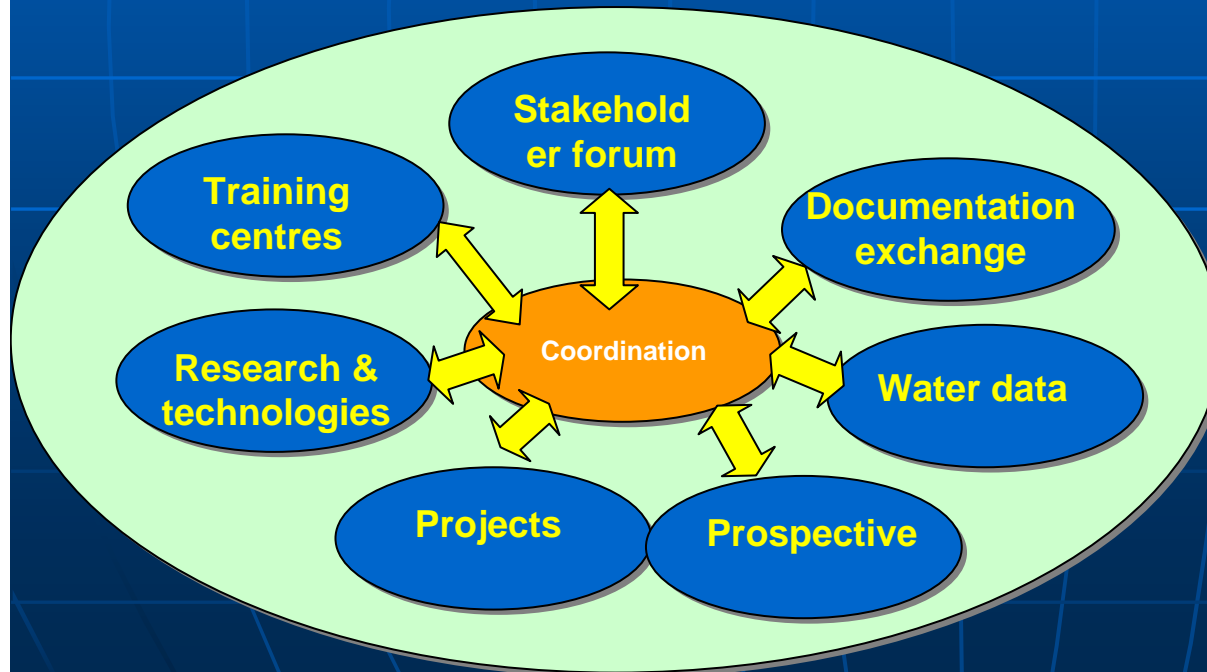 Stakehold
er forum
Training
centres
Documentation
exchange
Coordination
Research &
technologies
Water data
Projects
Prospective